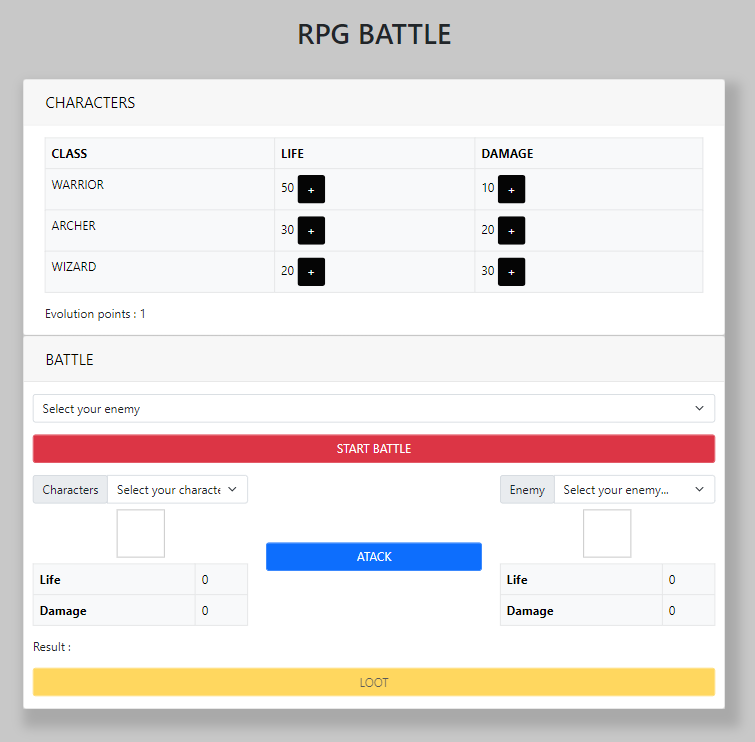 RPG BATTLE
CHARACTERS
CLASS LIFE DAMAGE
WARRIOR 50 + 10 +
ARCHER 30 + 20 +
WIZARD 20 + 30 +
Evolution points : 1
BATTLE
Select your enemy
START BATTLE
Characters Select your characte Enemy Select your enemy...
ATACK
Life 0 Life 0
Damage 0 Damage 0
Result :
LOOT